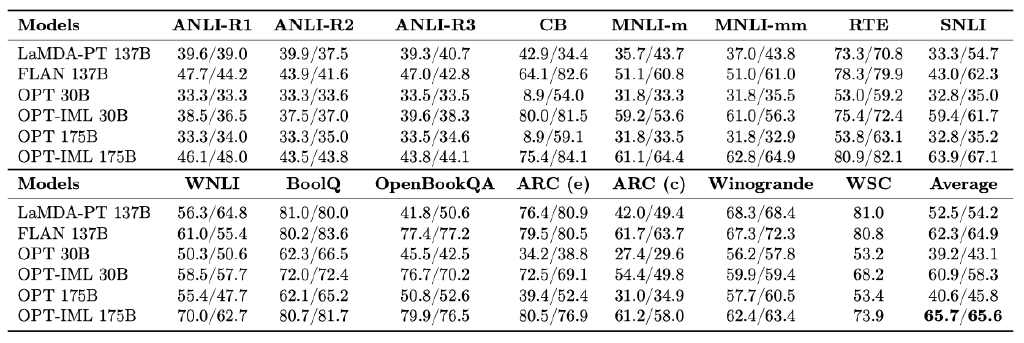 Models ANLI-R1 ANLI-R2 ANLI-R3 CB MNLI-m MNLI-mm RTE SNLI
LaMDA-PT 137B 39.6/39.0 39.9/37.5 39.3/40.7 42.9/34.4 35.7/43.7 37.0/43.8 73.3/70.8 33.3/54.7
FLAN 137B 47.7/44.2 43.9/41.6 47.0/42.8 64.1/82.6 51.1/60.8 51.0/61.0 78.3/79.9 43.0/62.3
OPT 30B 33.3/33.3 33.3/33.6 33.5/33.5 8.9/54.0 31.8/33.3 31.8/35.5 53.0/59.2 32.8/35.0
OPT-IML 30B 38.5/36.5 37.5/37.0 39.6/38.3 80.0/81.5 59.2/53.6 61.0/56.3 75.4/72.4 59.4/61.7
OPT 175B 33.3/34.0 33.3/35.0 33.5/34.6 8.9/59.1 31.8/33.5 31.8/32.9 53.8/63.1 32.8/35.2
OPT-IML 175B 46.1/48.0 43.5/43.8 43.8/44.1 75.4/84.1 61.1/64.4 62.8/64.9 80.9/82.1 63.9/67.1
Models WNLI BoolQ OpenBookQA ARC (e) ARC (c) Winogrande WSC Average
LaMDA-PT 137B 56.3/64.8 81.0/80.0 41.8/50.6 76.4/80.9 42.0/49.4 68.3/68.4 81.0 52.5/54.2
FLAN 137B 61.0/55.4 80.2/83.6 77.4/77.2 79.5/80.5 61.7/63.7 67.3/72.3 80.8 62.3/64.9
OPT 30B 50.3/50.6 62.3/66.5 45.5/42.5 34.2/38.8 27.4/29.6 56.2/57.8 53.2 39.2/43.1
OPT-IML 30B 58.5/57.7 72.0/72.4 76.7/70.2 72.5/69.1 54.4/49.8 59.9/59.4 68.2 60.9/58.3
OPT 175B 55.4/47.7 62.1/65.2 50.8/52.6 39.4/52.4 31.0/34.9 57.7/60.5 53.4 40.6/45.8
OPT-IML 175B 70.0/62.7 80.7/81.7 79.9/76.5 80.5/76.9 61.2/58.0 62.4/63.4 73.9 65.7/65.6